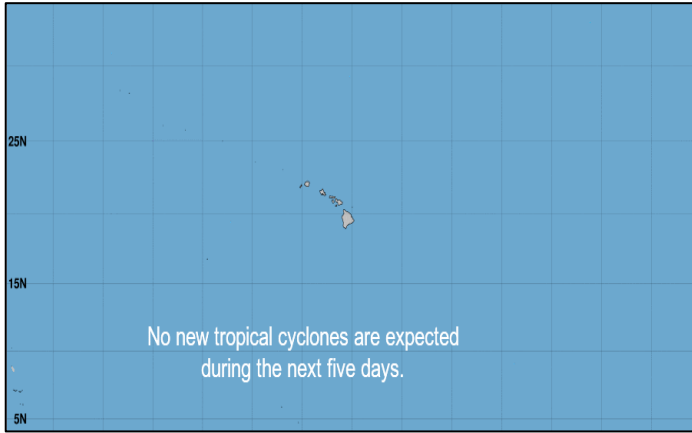 25N
15N
No new tropical cyclones are expected
during the next five days.
5N